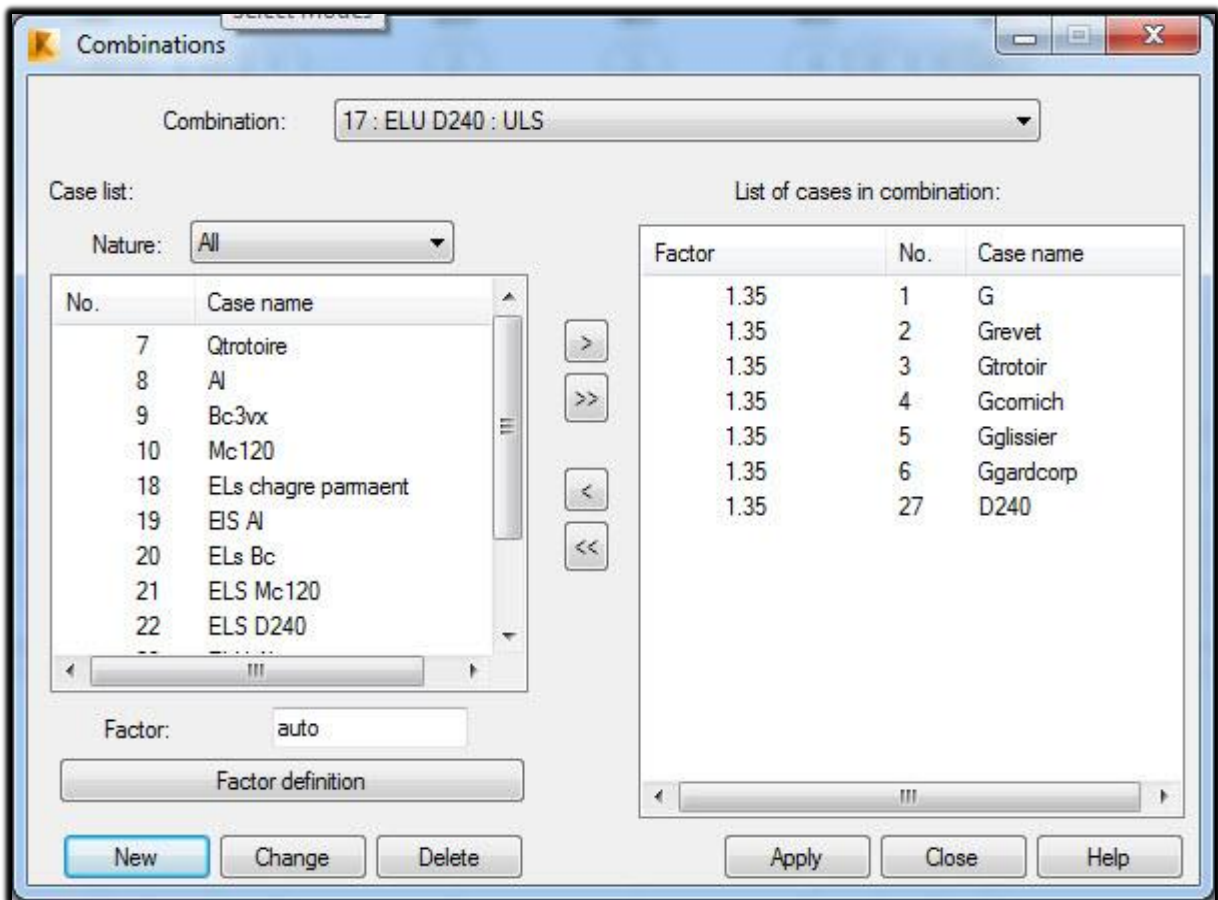 Select Modes
Combinations
Combination: 17 : ELU D240 : ULS
Case list:
Nature: All
No. Case name
7 Qtrotoire
8 Al
9 Bc3vx
10 Mc120
18 ELs chagre parmaent
19 ElS Al
20 ELs Bc
21 ELS Mc120
22 ELS D240
>
>>
<
<<
Factor: auto
Factor definition
New Change Delete
List of cases in combination:
Factor No. Case name
1.35 1 G
1.35 2 Grevet
1.35 3 Gtrotoir
1.35 4 Gcornich
1.35 5 Gglissier
1.35 6 Ggardcorp
1.35 27 D240
Apply Close Help